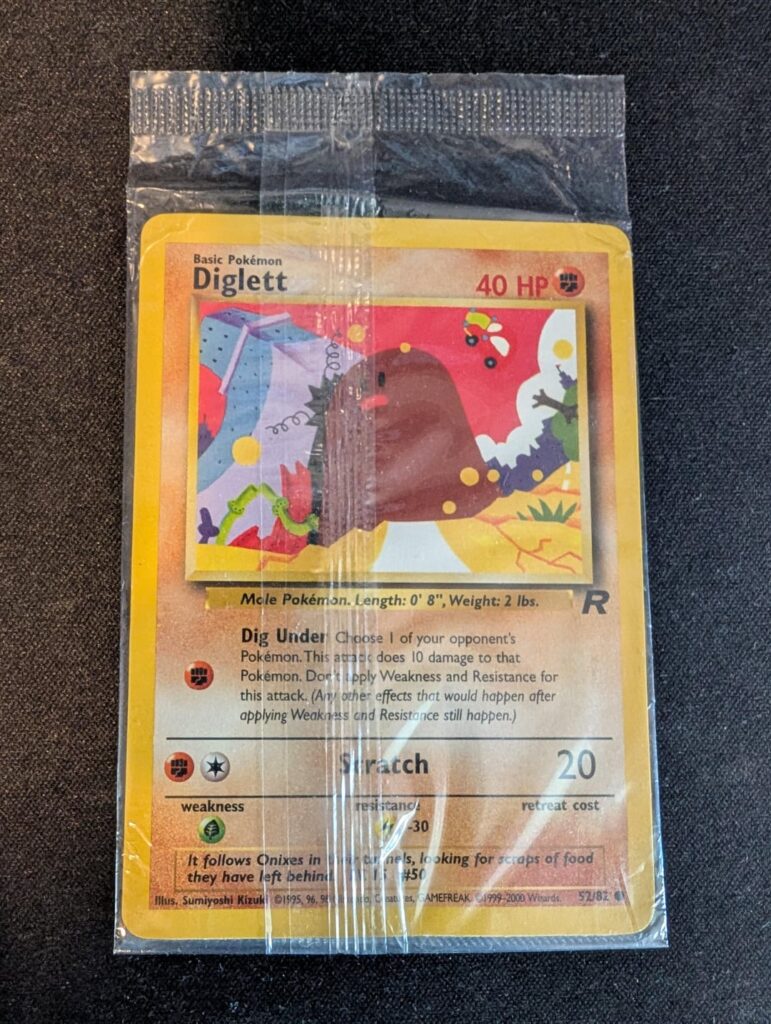 Basic Pokémon
Diglett
40 HP
Mole Pokémon. Length: 0' 8", Weight: 2 lbs.
R
Dig Under Choose 1 of your opponent's
Pokémon. This attack does 10 damage to that
Pokémon. Don't apply Weakness and Resistance for
this attack. (Any other effects that would happen after
applying Weakness and Resistance still happen.)
Scratch 20
weakness resistance retreat cost
-30
It follows Onixes in their tunnels, looking for scraps of food
they have left behind. #50
Illus. Sumiyoshi Kizuki ©1995, 96, 98 Creatures, GAMEFREAK. ©1999-2000 Wizards. 52/82